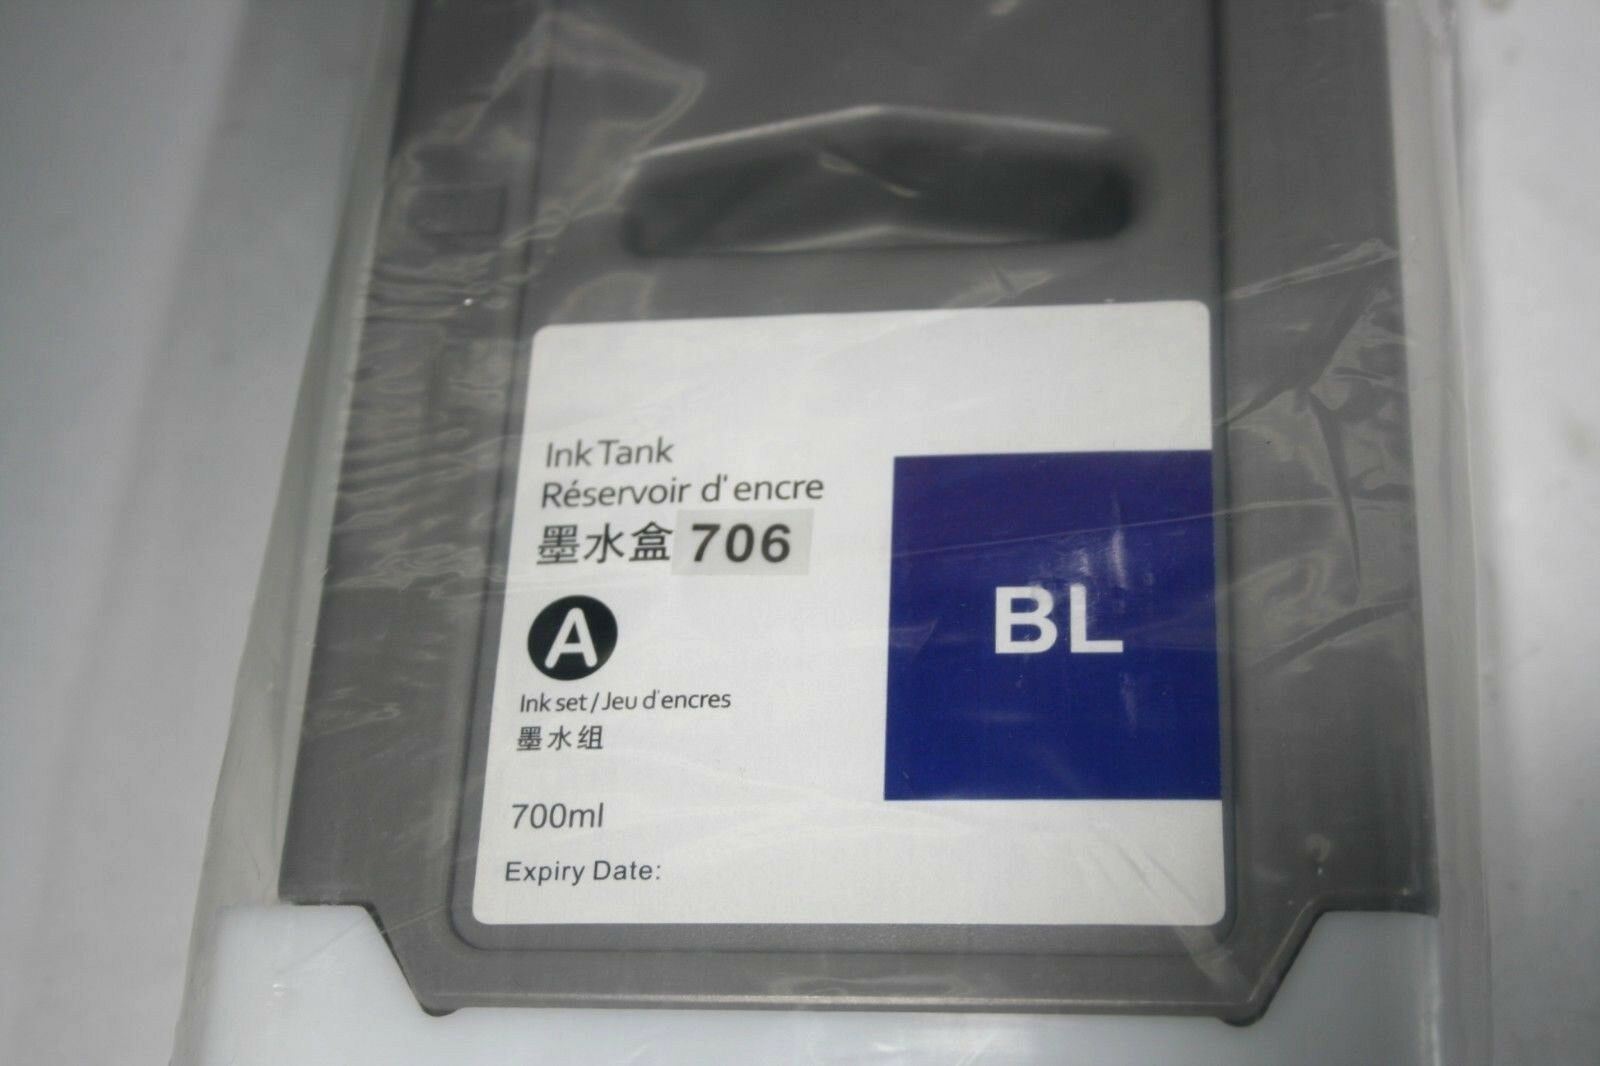 Ink Tank
Réservoir d'encre
墨水盒 706
A
Ink set/Jeu d'encres
墨水组
700ml
Expiry Date:
BL